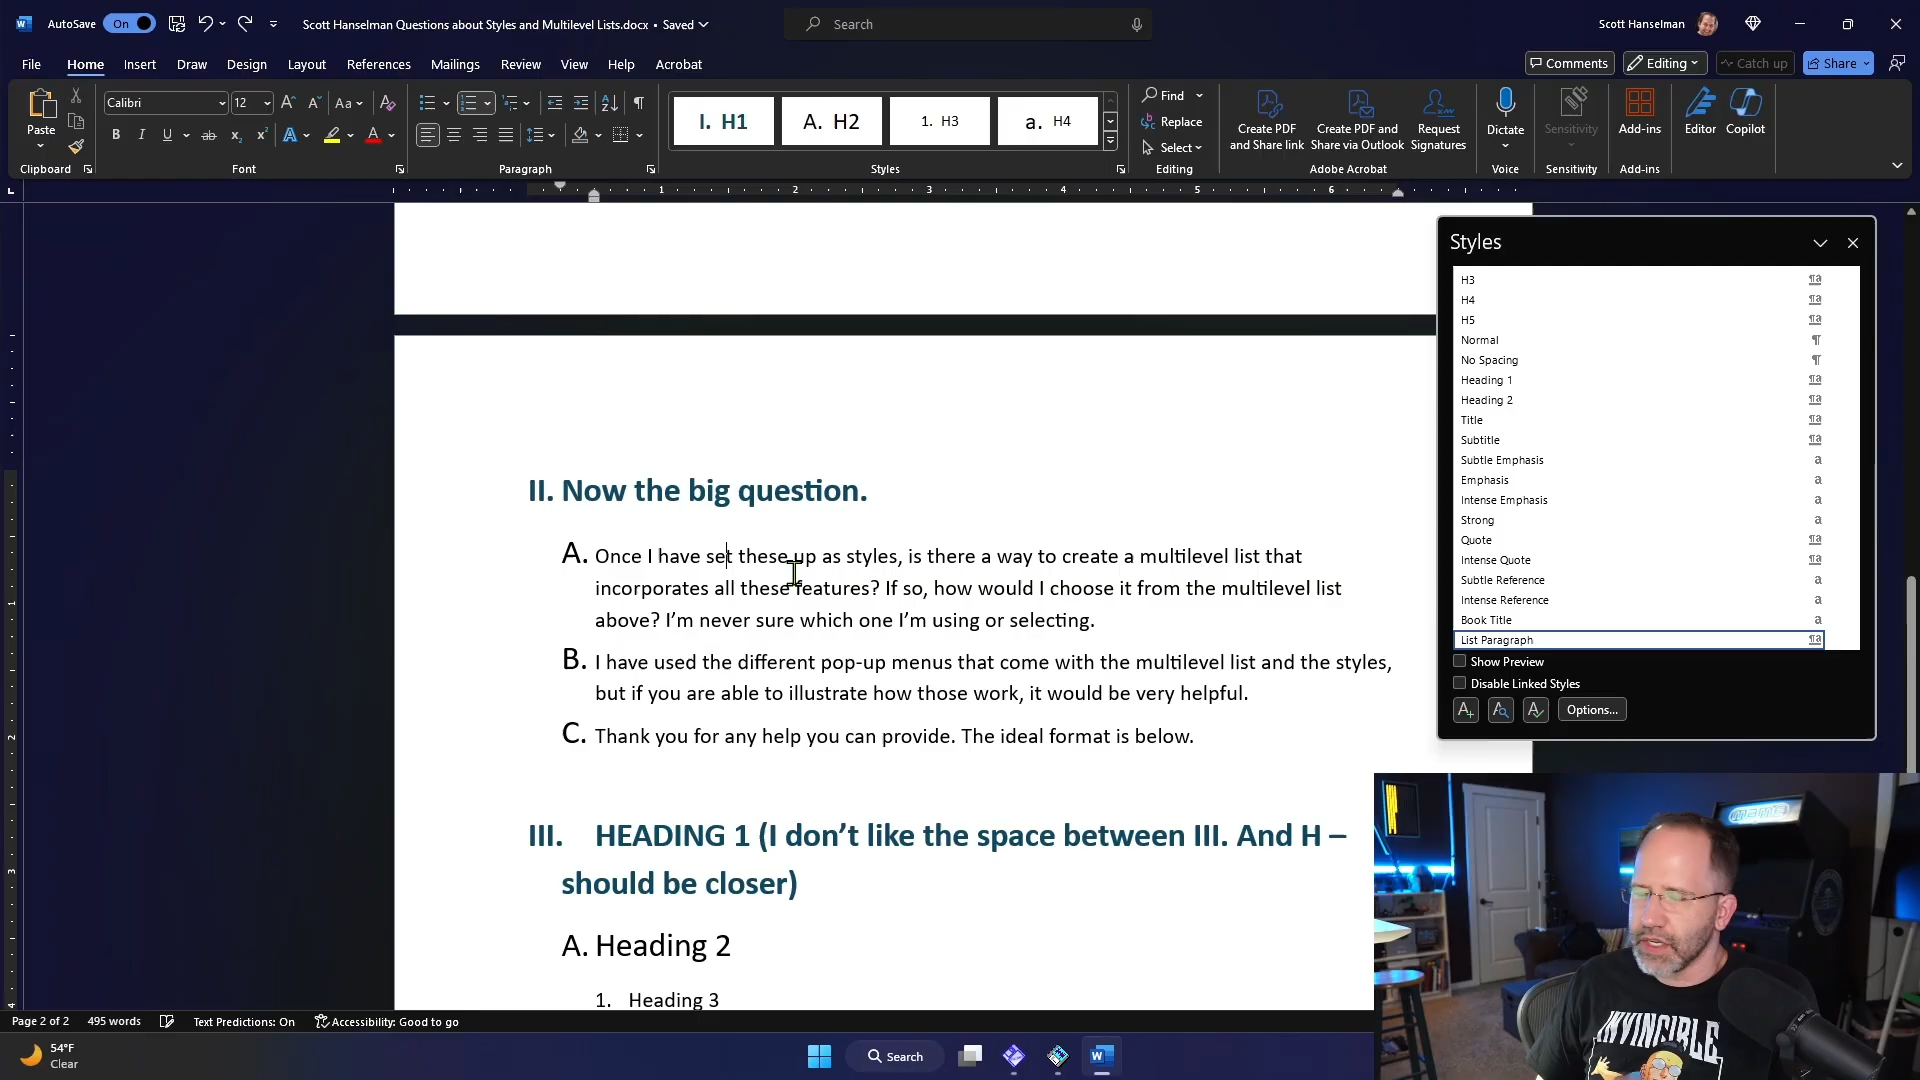 AutoSave On Scott Hanselman Questions about Styles and Multilevel Lists.docx • Saved Search Scott Hanselman
File Home Insert Draw Design Layout References Mailings Review View Help Acrobat Comments Editing Catch up Share
Paste
Clipboard
Calibri 12 Aa
B I U ab x₂ x² A A
Font
Paragraph
I. H1 A. H2 1. H3 a. H4
Styles
Find
Replace
Select
Editing
Create PDF and Share link
Create PDF and Share via Outlook
Request Signatures
Adobe Acrobat
Dictate
Voice
Sensitivity
Sensitivity
Add-ins
Add-ins
Editor
Copilot
1 2 3 4 5 6
II. Now the big question.
A. Once I have set these up as styles, is there a way to create a multilevel list that
incorporates all these features? If so, how would I choose it from the multilevel list
above? I’m never sure which one I’m using or selecting.
B. I have used the different pop-up menus that come with the multilevel list and the styles,
but if you are able to illustrate how those work, it would be very helpful.
C. Thank you for any help you can provide. The ideal format is below.
III. HEADING 1 (I don’t like the space between III. And H –
should be closer)
A. Heading 2
1. Heading 3
Styles
H3
H4
H5
Normal
No Spacing
Heading 1
Heading 2
Title
Subtitle
Subtle Emphasis a
Emphasis a
Intense Emphasis a
Strong a
Quote
Intense Quote
Subtle Reference a
Intense Reference a
Book Title a
List Paragraph
Show Preview
Disable Linked Styles
Options...
INVINCIBLE
Page 2 of 2 495 words Text Predictions: On Accessibility: Good to go
54°F
Clear
Search